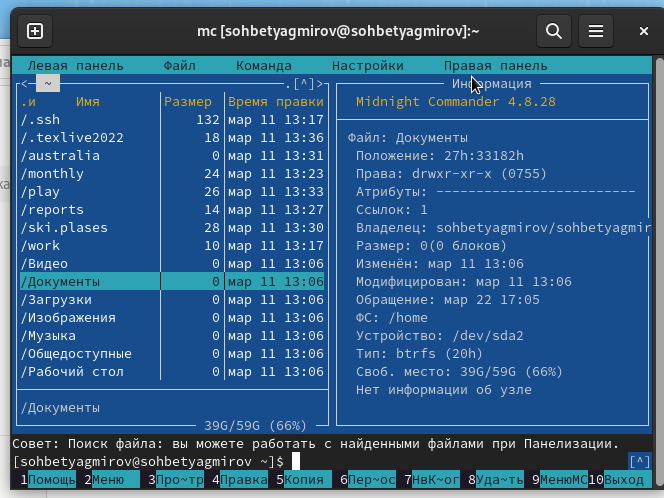 mc [sohbetyagmirov@sohbetyagmirov]:~
Левая панель Файл Команда Настройки Правая панель
<— ~ .[^]> Информация
.и Имя Размер Время правки Midnight Commander 4.8.28
/.ssh 132 мар 11 13:17
/.texlive2022 18 мар 11 13:36 Файл: Документы
/australia 0 мар 11 13:31 Положение: 27h:33182h
/monthly 24 мар 11 13:23 Права: drwxr-xr-x (0755)
/play 26 мар 11 13:33 Атрибуты: -------------------------
/reports 14 мар 11 13:27 Ссылок: 1
/ski.plases 28 мар 11 13:30 Владелец: sohbetyagmirov/sohbetyagmir
/work 10 мар 11 13:17 Размер: 0(0 блоков)
/Видео 0 мар 11 13:06 Изменён: мар 11 13:06
/Документы 0 мар 11 13:06 Модифицирован: мар 11 13:06
/Загрузки 0 мар 11 13:06 Обращение: мар 22 17:05
/Изображения 0 мар 11 13:06 ФС: /home
/Музыка 0 мар 11 13:06 Устройство: /dev/sda2
/Общедоступные 0 мар 11 13:06 Тип: btrfs (20h)
/Рабочий стол 0 мар 11 13:06 Своб. место: 39G/59G (66%)
Нет информации об узле
/Документы
39G/59G (66%)
Совет: Поиск файла: вы можете работать с найденными файлами при Панелизации.
[sohbetyagmirov@sohbetyagmirov ~]$ [^]
1Помощь 2Меню 3Про~тр 4Правка 5Копия 6Пер~ос 7НвК~ог 8Уда~ть 9МенюMC 10Выход